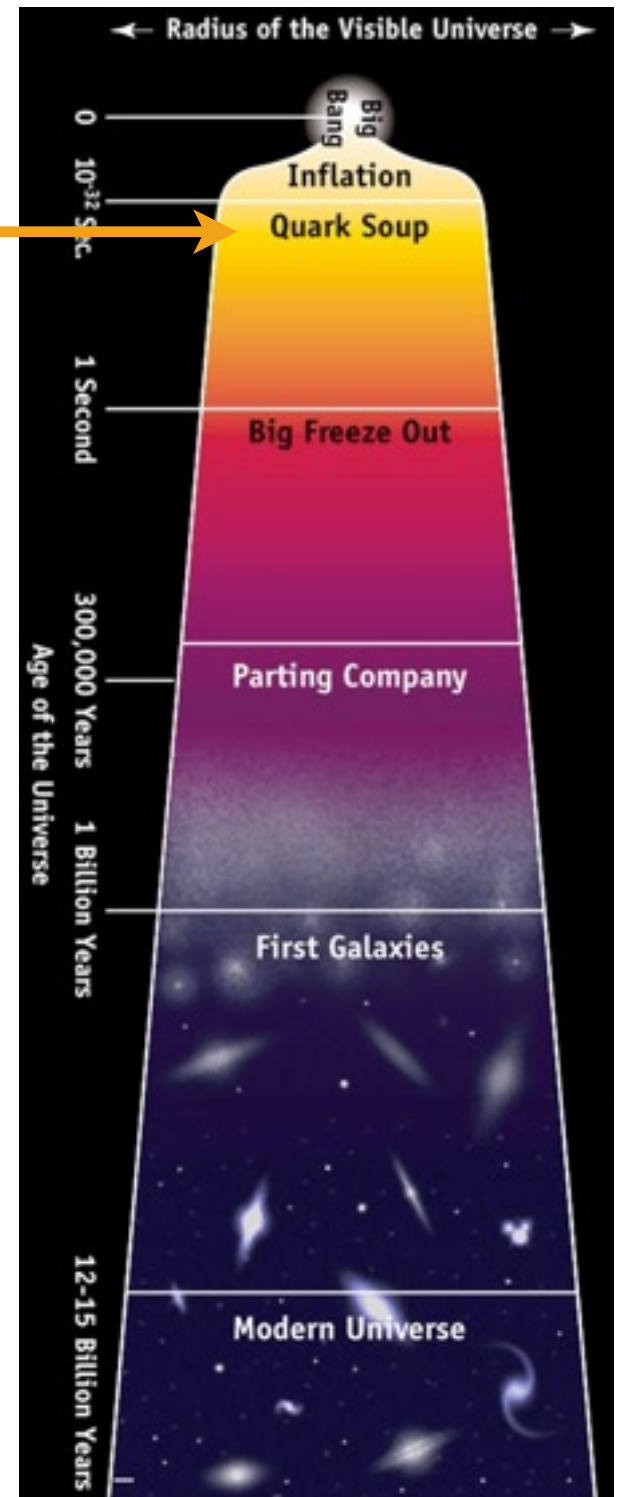 Radius of the Visible Universe
Big
Bang
Inflation
Quark Soup
Big Freeze Out
Parting Company
First Galaxies
Modern Universe
0
10⁻³² Sec.
1 Second
300,000 Years
1 Billion Years
12-15 Billion Years
Age of the Universe